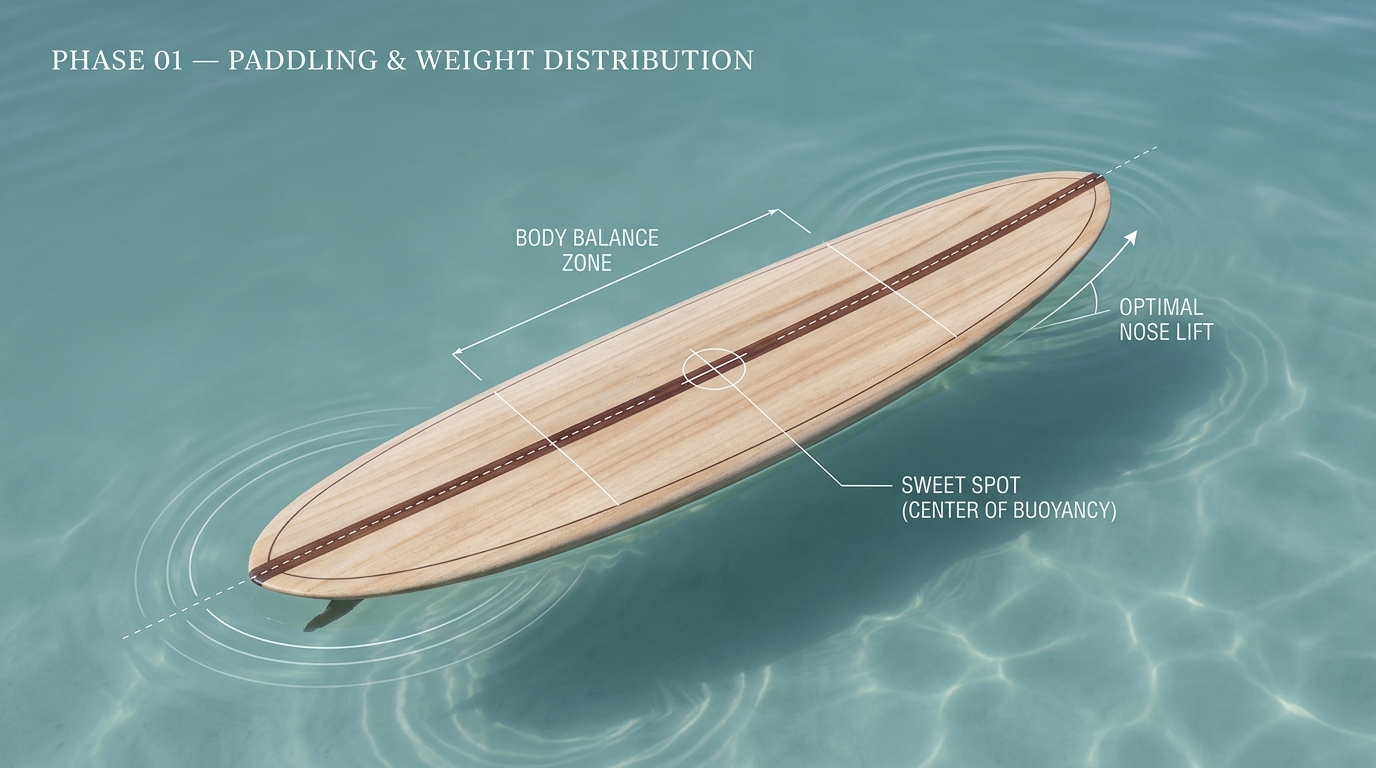 PHASE 01 — PADDLING & WEIGHT DISTRIBUTION
BODY BALANCE
ZONE
OPTIMAL
NOSE LIFT
SWEET SPOT
(CENTER OF BUOYANCY)